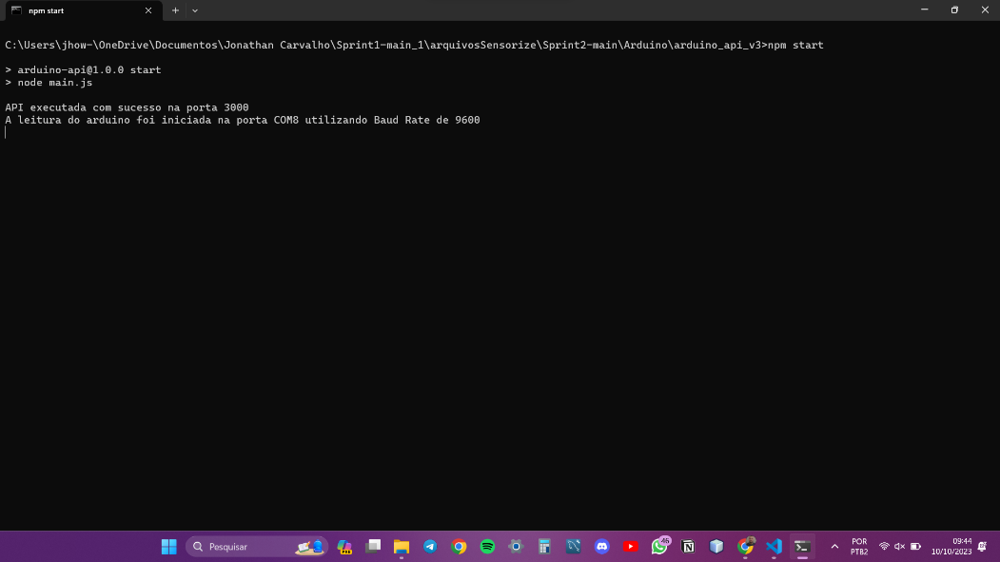 npm start
C:\Users\jhow-\OneDrive\Documentos\Jonathan Carvalho\Sprint1-main_1\arquivosSensorize\Sprint2-main\Arduino\arduino_api_v3>npm start
> arduino-api@1.0.0 start
> node main.js
API executada com sucesso na porta 3000
A leitura do arduino foi iniciada na porta COM8 utilizando Baud Rate de 9600
Pesquisar
PRE
45
POR
PTB2
09:44
10/10/2023